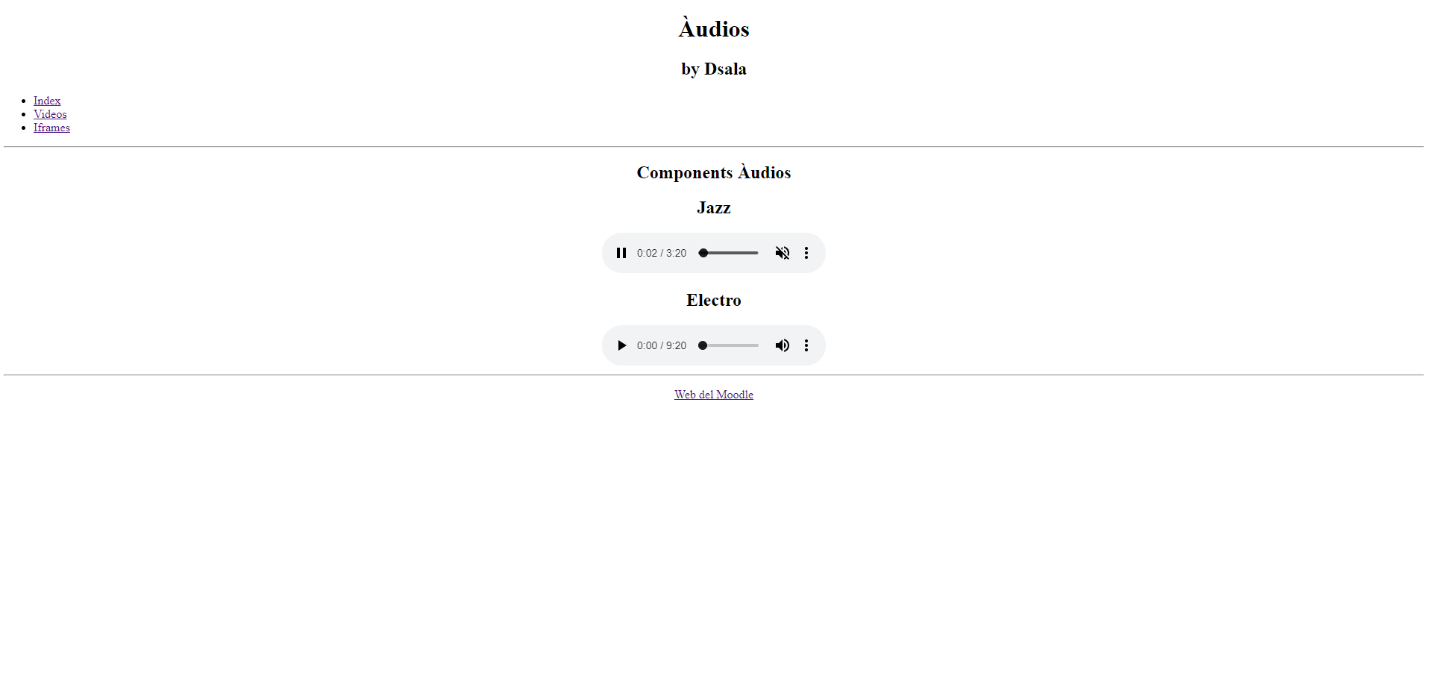 Àudios
by Dsala
Index
Videos
Iframes
Components Àudios
Jazz
0:02 / 3:20
Electro
0:00 / 9:20
Web del Moodle